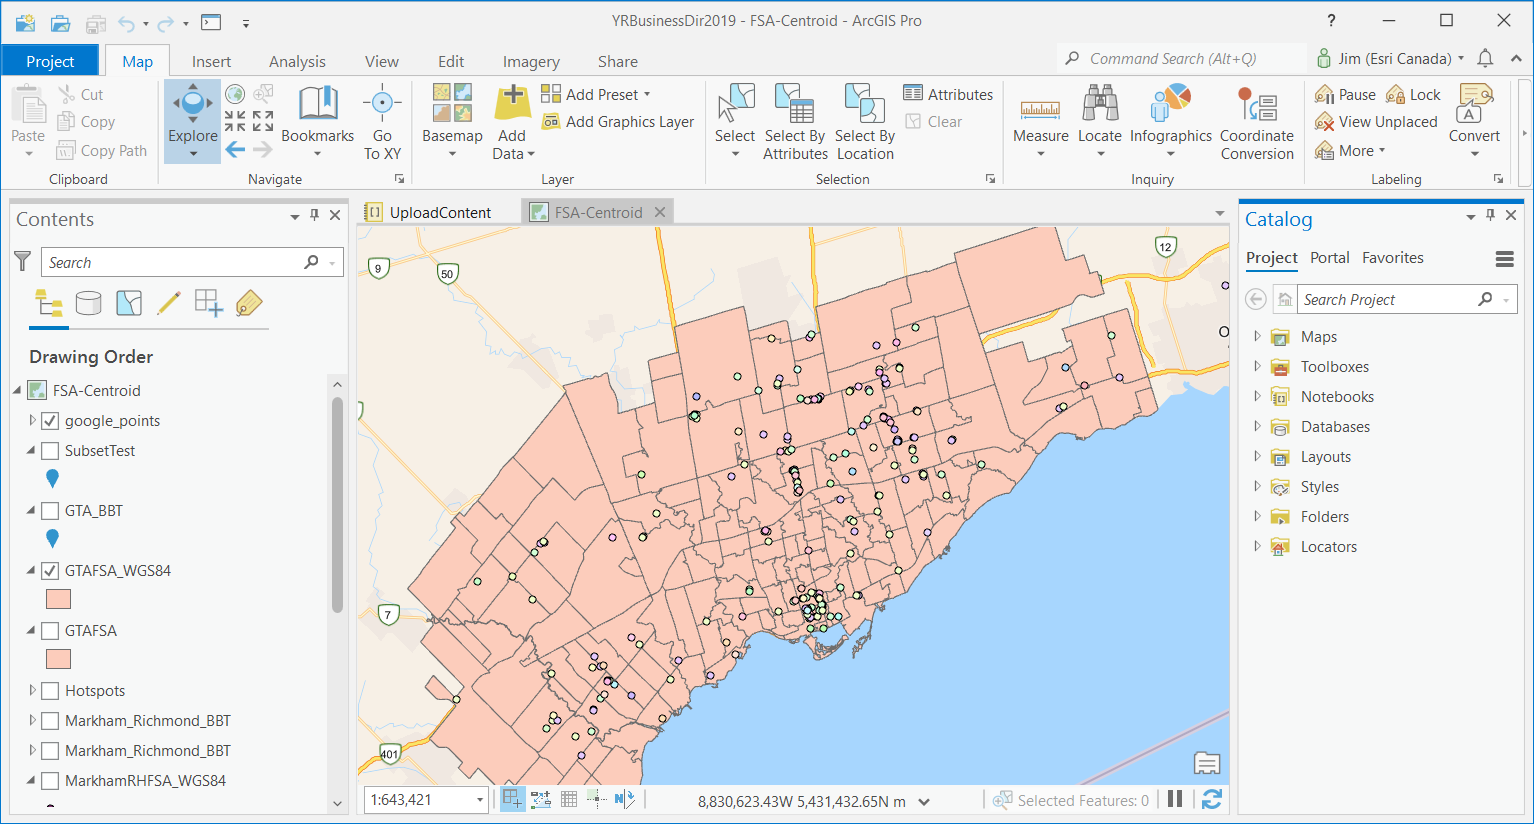 YRBusinessDir2019 - FSA-Centroid - ArcGIS Pro
?
Project Map Insert Analysis View Edit Imagery Share
Command Search (Alt+Q)
Jim (Esri Canada)
Paste
Cut
Copy
Copy Path
Clipboard
Explore
Bookmarks
Go To XY
Navigate
Basemap
Add Data
Add Preset
Add Graphics Layer
Layer
Select
Select By Attributes
Select By Location
Attributes
Clear
Selection
Measure
Locate
Infographics
Coordinate Conversion
Inquiry
Pause
Lock
View Unplaced
More
Convert
Labeling
Contents
Search
Drawing Order
FSA-Centroid
google_points
SubsetTest
GTA_BBT
GTAFSA_WGS84
GTAFSA
Hotspots
Markham_Richmond_BBT
Markham_Richmond_BBT
MarkhamRHFSA_WGS84
UploadContent
FSA-Centroid
9
50
12
O
7
401
1:643,421
8,830,623.43W 5,431,432.65N m
Selected Features: 0
Catalog
Project Portal Favorites
Search Project
Maps
Toolboxes
Notebooks
Databases
Layouts
Styles
Folders
Locators